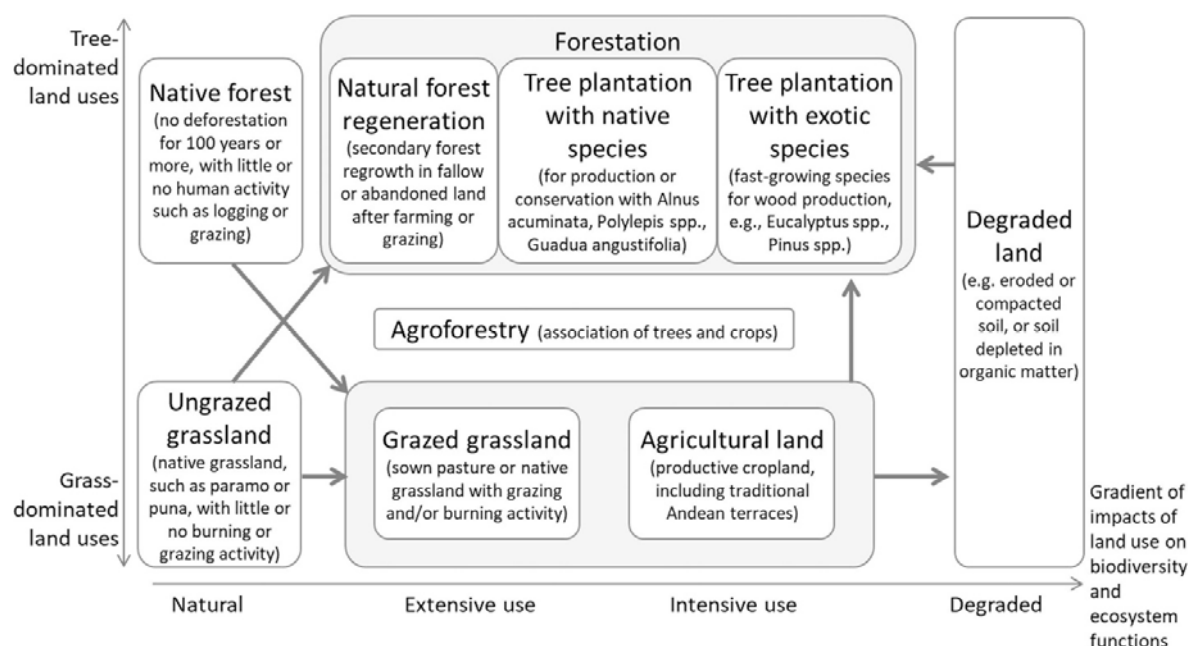 Tree-
dominated
land uses
Forestation
Native forest
(no deforestation
for 100 years or
more, with little or
no human activity
such as logging or
grazing)
Natural forest
regeneration
(secondary forest
regrowth in fallow
or abandoned land
after farming or
grazing)
Tree plantation
with native
species
(for production or
conservation with Alnus
acuminata, Polylepis spp.,
Guadua angustifolia)
Tree plantation
with exotic
species
(fast-growing species
for wood production,
e.g., Eucalyptus spp.,
Pinus spp.)
Degraded
land
(e.g. eroded or
compacted
soil, or soil
depleted in
organic matter)
Agroforestry (association of trees and crops)
Grass-
dominated
land uses
Ungrazed
grassland
(native grassland,
such as paramo or
puna, with little or
no burning or
grazing activity)
Grazed grassland
(sown pasture or native
grassland with grazing
and/or burning activity)
Agricultural land
(productive cropland,
including traditional
Andean terraces)
Gradient of
impacts of
land use on
biodiversity
and
ecosystem
functions
Natural
Extensive use
Intensive use
Degraded